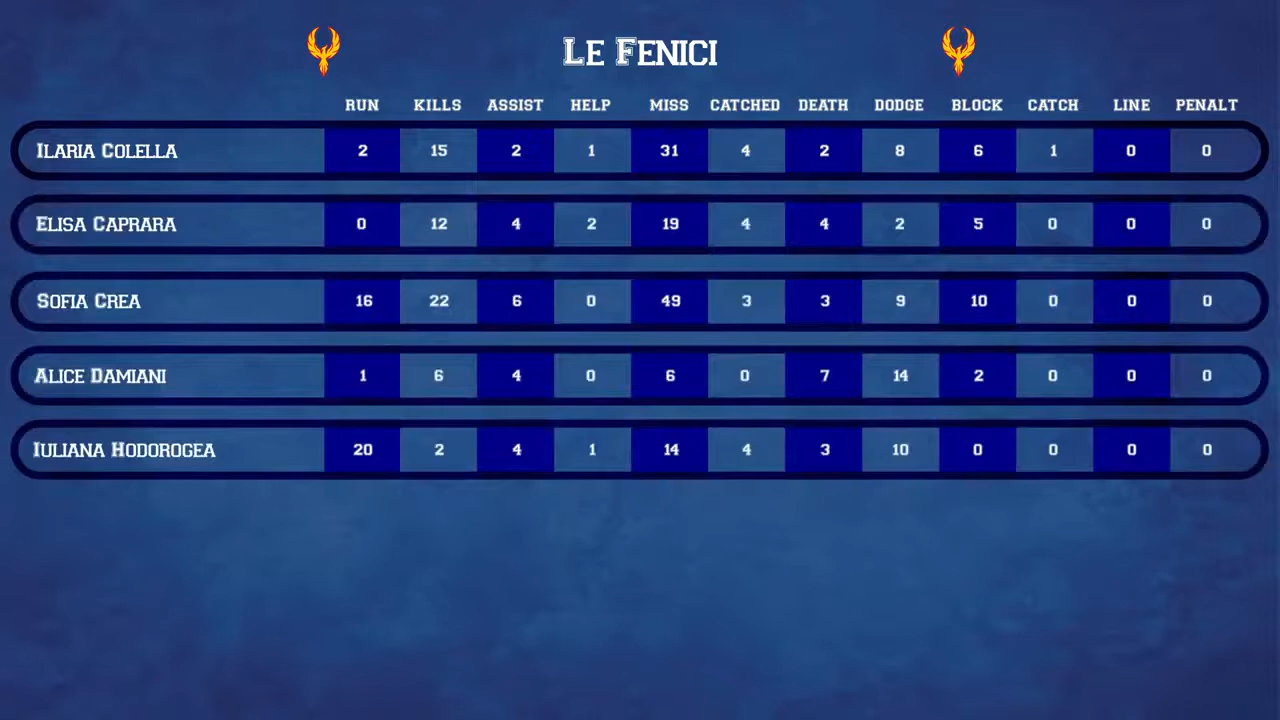 Le Fenici
RUN KILLS ASSIST HELP MISS CATCHED DEATH DODGE BLOCK CATCH LINE PENALT
Ilaria Colella 2 15 2 1 31 4 2 8 6 1 0 0
Elisa Caprara 0 12 4 2 19 4 4 2 5 0 0 0
Sofia Crea 16 22 6 0 49 3 3 9 10 0 0 0
Alice Damiani 1 6 4 0 6 0 7 14 2 0 0 0
Iuliana Hodorogea 20 2 4 1 14 4 3 10 0 0 0 0